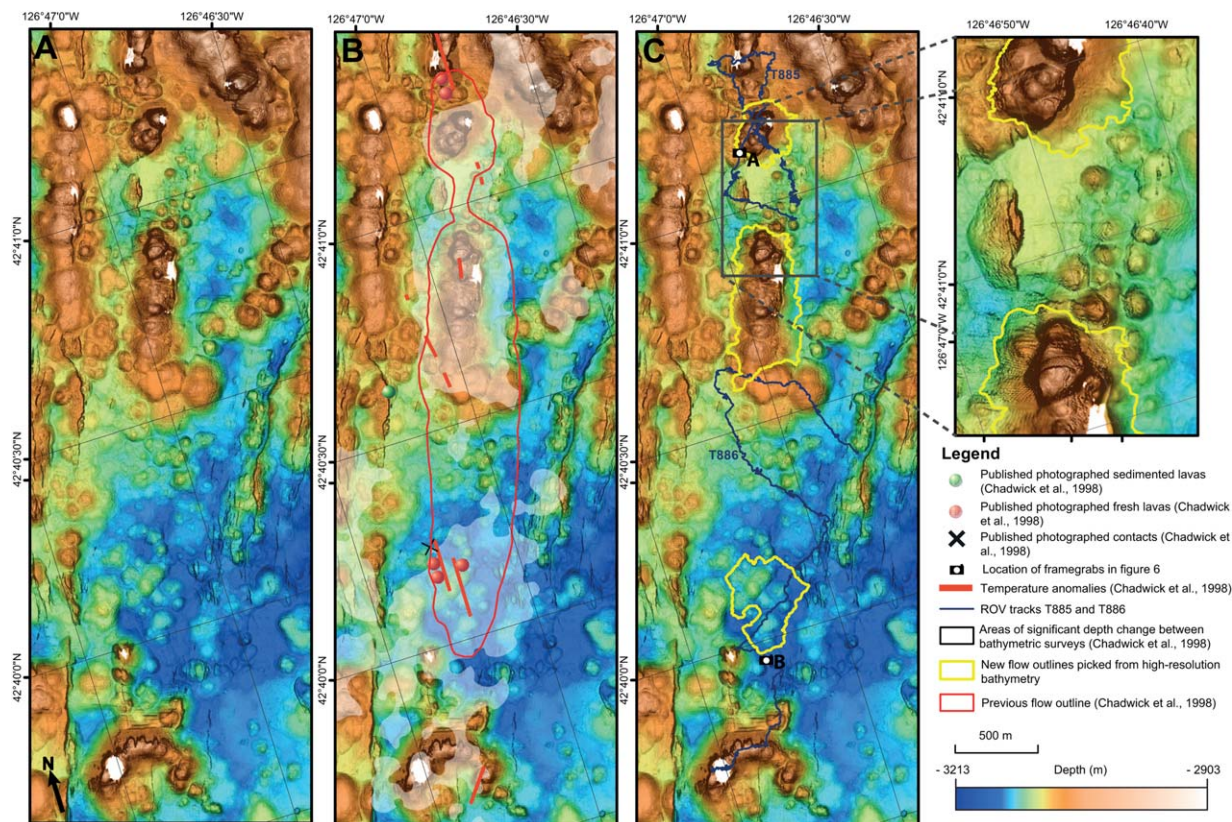 126°47'0"W
126°46'30"W
126°46'30"W
126°47'0"W
126°46'30"W
126°46'50"W
126°46'40"W
A
B
C
T885
A
42°41'0"N
42°41'0"N
42°41'0"N
42°41'0"N
42°41'0"N
126°47'0"W
42°40'30"N
42°40'30"N
42°40'30"N
T886
42°40'0"N
42°40'0"N
42°40'0"N
B
N
Legend
Published photographed sedimented lavas
(Chadwick et al., 1998)
Published photographed fresh lavas (Chadwick
et al., 1998)
Published photographed contacts (Chadwick et
al., 1998)
Location of framegrabs in figure 6
Temperature anomalies (Chadwick et al., 1998)
ROV tracks T885 and T886
Areas of significant depth change between
bathymetric surveys (Chadwick et al., 1998)
New flow outlines picked from high-resolution
bathymetry
Previous flow outline (Chadwick et al., 1998)
500 m
- 3213
Depth (m)
- 2903